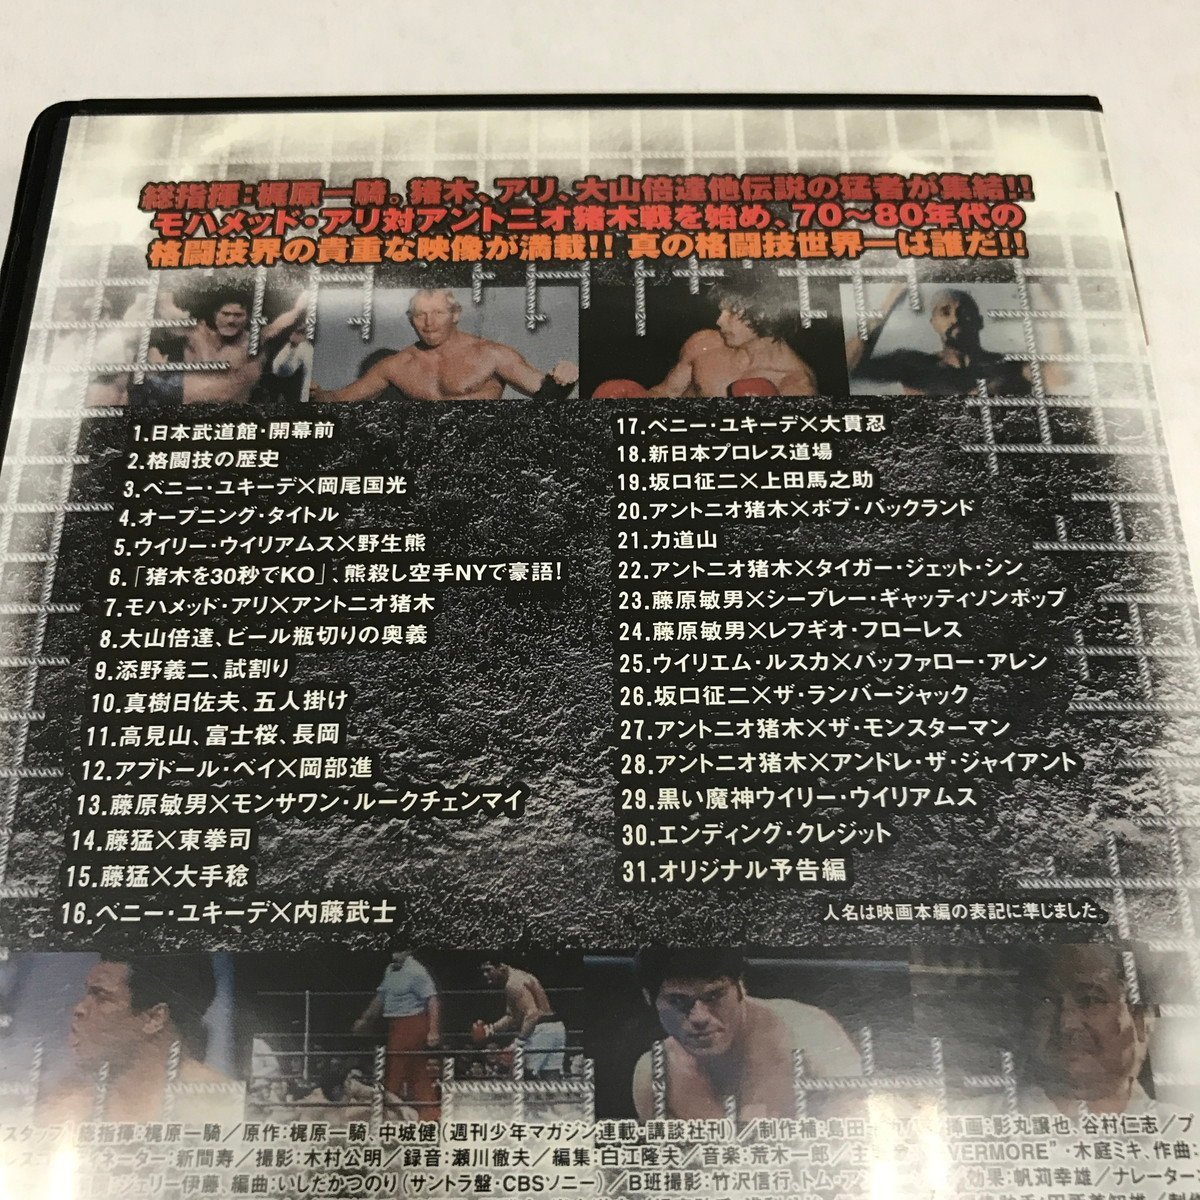 総指揮:梶原一騎。猪木、アリ、大山倍達他伝説の猛者が集結!!
モハメッド・アリ対アントニオ猪木戦を始め、70〜80年代の
格闘技界の貴重な映像が満載!! 真の格闘技世界一は誰だ!!
1.日本武道館・開幕前
2.格闘技の歴史
3.ベニー・ユキーデ×岡尾国光
4.オープニング・タイトル
5.ウイリー・ウイリアムス×野生熊
6.「猪木を30秒でKO」、熊殺し空手NYで豪語!
7.モハメッド・アリ×アントニオ猪木
8.大山倍達、ビール瓶切りの奥義
9.添野義二、試割り
10.真樹日佐夫、五人掛け
11.高見山、富士桜、長岡
12.アブドール・ベイ×岡部進
13.藤原敏男×モンサワン・ルークチェンマイ
14.藤猛×東拳司
15.藤猛×大手稔
16.ベニー・ユキーデ×内藤武士
17.ベニー・ユキーデ×大貫忍
18.新日本プロレス道場
19.坂口征二×上田馬之助
20.アントニオ猪木×ボブ・バックランド
21.力道山
22.アントニオ猪木×タイガー・ジェット・シン
23.藤原敏男×シープレー・ギャッティソンポップ
24.藤原敏男×レフギオ・フローレス
25.ウイリエム・ルスカ×バッファロー・アレン
26.坂口征二×ザ・ランバージャック
27.アントニオ猪木×ザ・モンスターマン
28.アントニオ猪木×アンドレ・ザ・ジャイアント
29.黒い魔神ウイリー・ウイリアムス
30.エンディング・クレジット
31.オリジナル予告編
人名は映画本編の表記に準じました。
スタッフ 総指揮:梶原一騎/原作:梶原一騎、中城健(週刊少年マガジン連載・講談社刊)/制作補:島田 挿画:影丸譲也、谷村仁志/プ
ィネーター:新間寿/撮影:木村公明/録音:瀬川徹夫/編集:白江隆夫/音楽:荒木一郎/主 VERMORE"・木庭ミキ、作曲:
ジェリー伊藤、編曲:いしだかつのり(サントラ盤・CBSソニー)/B班撮影:竹沢信行、トム・ア 効果:帆苅幸雄/ナレーター